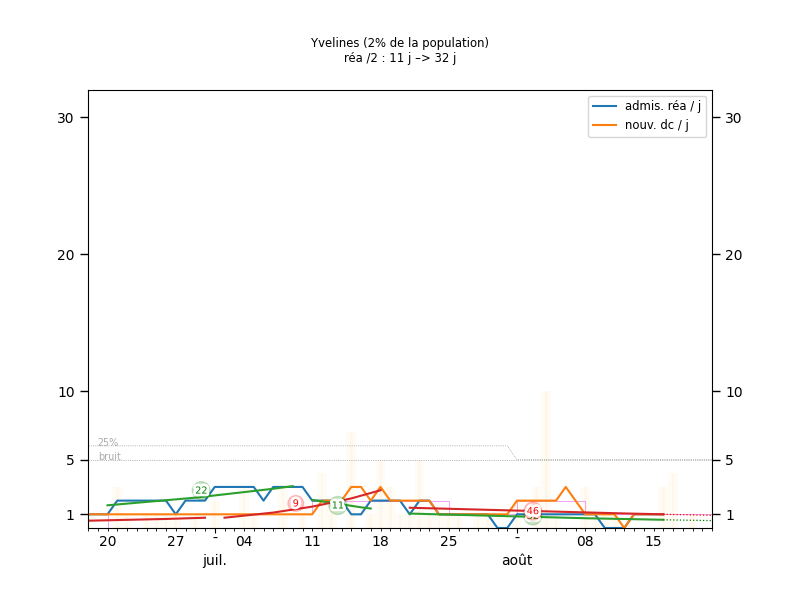 Yvelines (2% de la population)
réa /2 : 11 j –> 32 j
admis. réa / j
nouv. dc / j
30 30
20 20
10 10
25%
5 bruit 5
22
9
11
46
1 1
20 27 - 04 11 18 25 - 08 15
juil. août